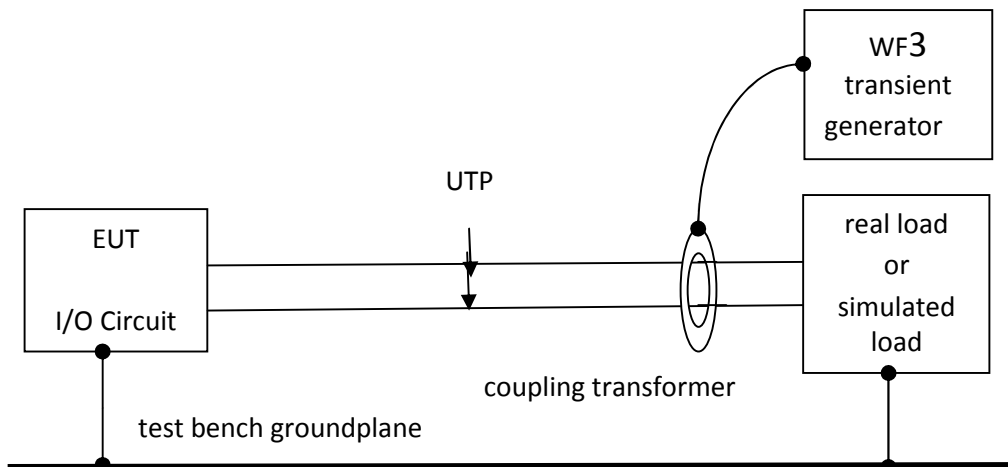 WF3
transient
generator
UTP
EUT
I/O Circuit
real load
or
simulated
load
coupling transformer
test bench groundplane